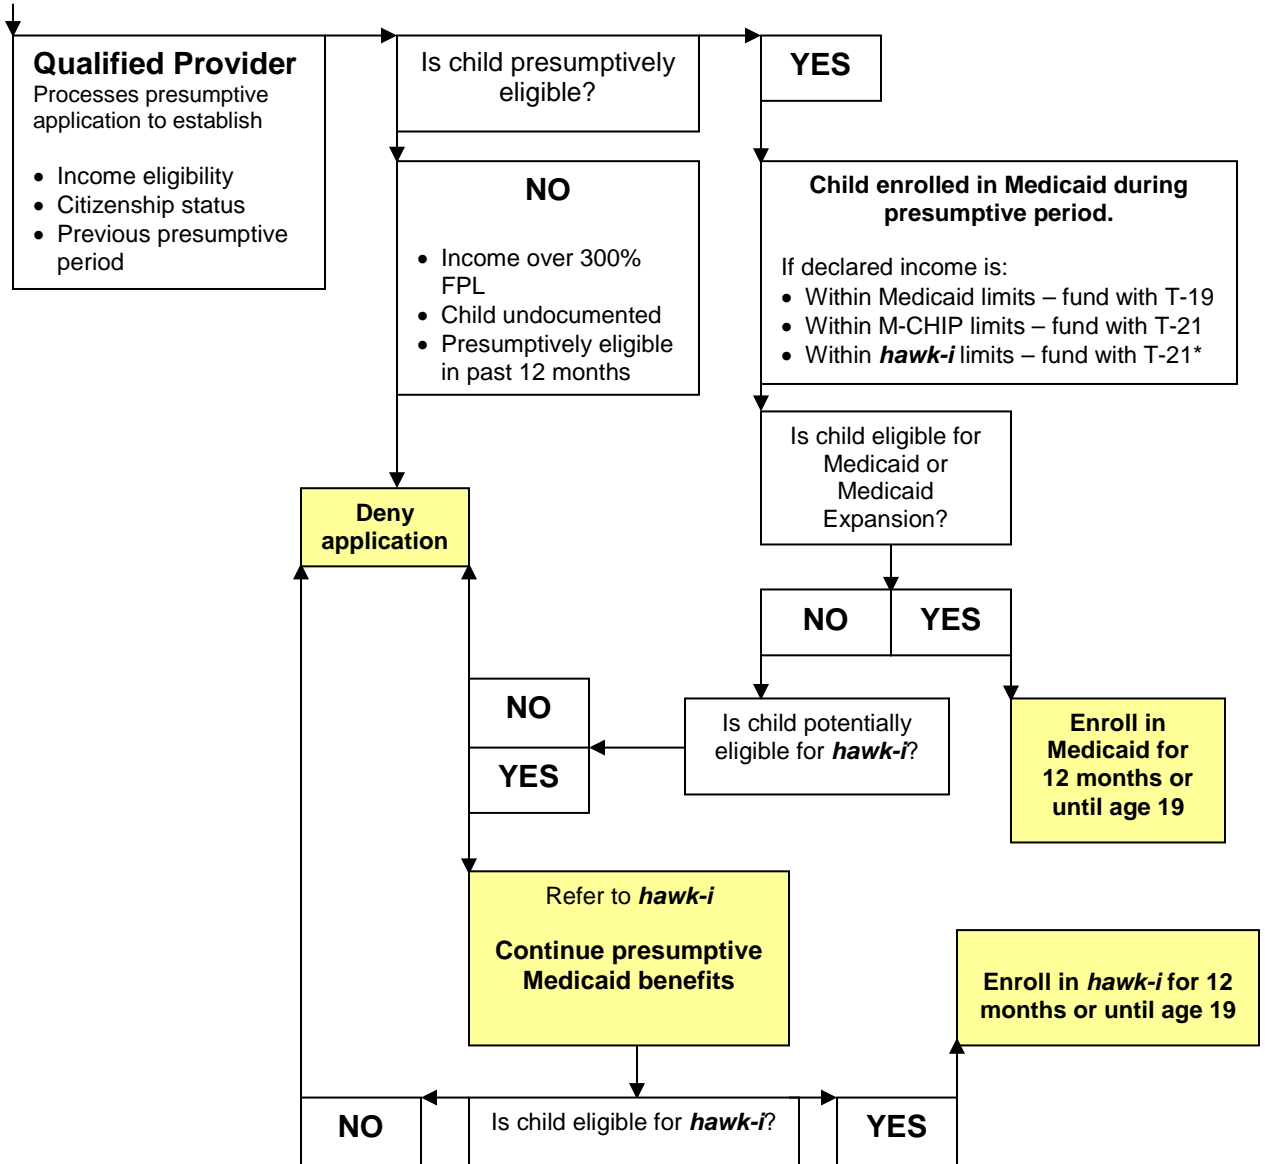 Qualified Provider
Processes presumptive
application to establish
• Income eligibility
• Citizenship status
• Previous presumptive
period
Is child presumptively
eligible?
YES
NO
• Income over 300%
FPL
• Child undocumented
• Presumptively eligible
in past 12 months
Child enrolled in Medicaid during
presumptive period.
If declared income is:
• Within Medicaid limits – fund with T-19
• Within M-CHIP limits – fund with T-21
• Within hawk-i limits – fund with T-21*
Is child eligible for
Medicaid or
Medicaid
Expansion?
Deny
application
NO
YES
NO
YES
Is child potentially
eligible for hawk-i?
Enroll in
Medicaid for
12 months or
until age 19
Refer to hawk-i
Continue presumptive
Medicaid benefits
Enroll in hawk-i for 12
months or until age 19
NO
Is child eligible for hawk-i?
YES